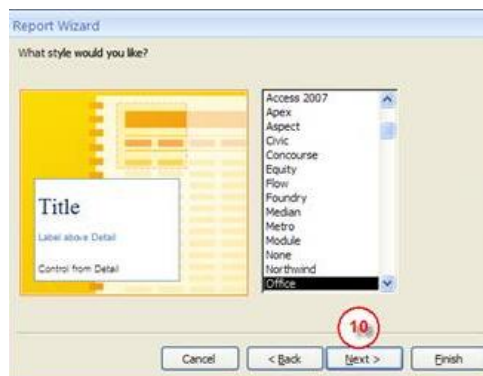 Report Wizard
What style would you like?
Title
Label above Detail
Control from Detail
Access 2007
Apex
Aspect
Civic
Concourse
Equity
Flow
Foundry
Median
Metro
Module
None
Northwind
Office
10
Cancel
< Back
Next >
Finish